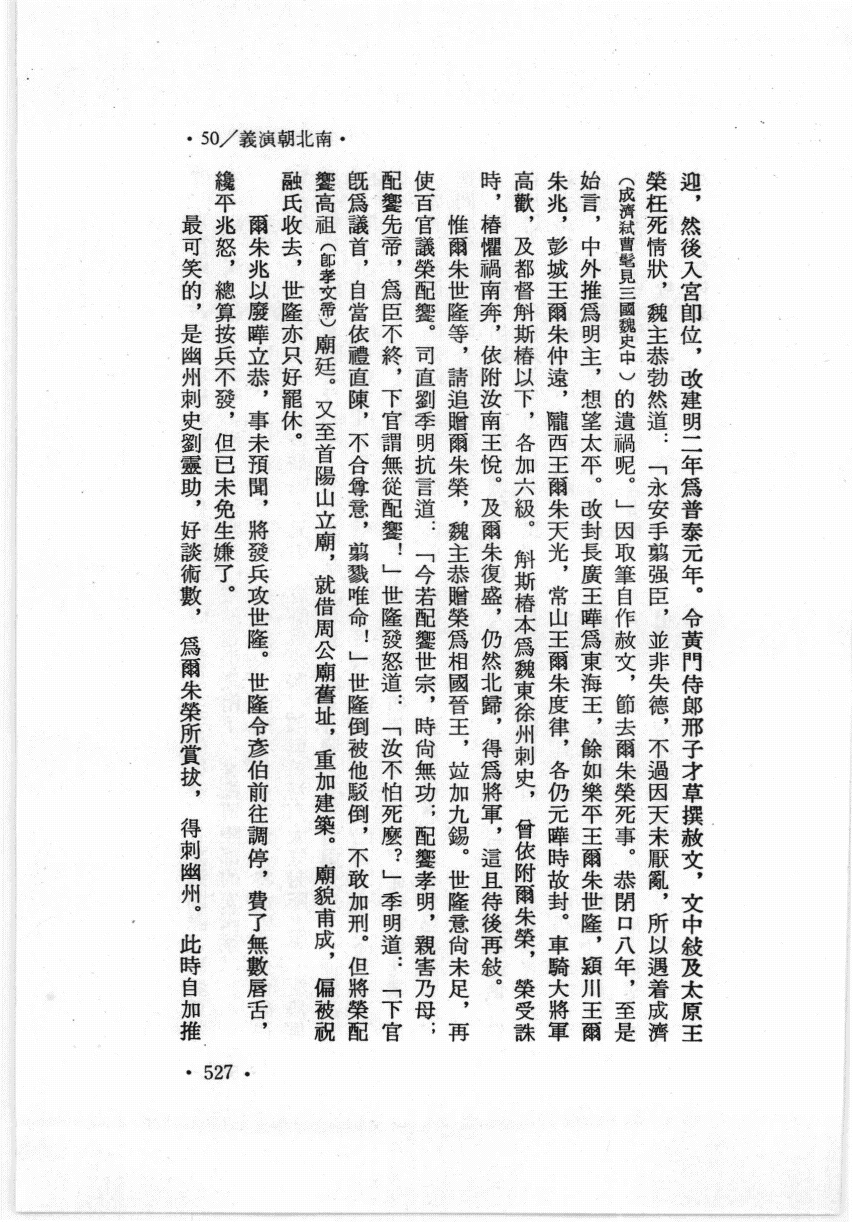 ·50／義演朝北南·
迎，然後入宮卽位，改建明二年爲普泰元年。令黃門侍郎邢子才草撰赦文，文中敍及太原王
榮枉死情狀，魏主恭勃然道：「永安手翦强臣，並非失德，不過因天未厭亂，所以遇着成濟
（成濟弑曹髦見三國魏史中）的遺禍呢。」因取筆自作赦文，節去爾朱榮死事。恭閉口八年，至是
始言，中外推爲明主，想望太平。改封長廣王曄爲東海王，餘如樂平王爾朱世隆，潁川王爾
朱兆，彭城王爾朱仲遠，隴西王爾朱天光，常山王爾朱度律，各仍元曄時故封。車騎大將軍
高歡，及都督斛斯椿以下，各加六級。斛斯椿本爲魏東徐州刺史，曾依附爾朱榮，榮受誅
時，椿懼禍南奔，依附汝南王悅。及爾朱復盛，仍然北歸，得爲將軍，這且待後再敍。
惟爾朱世隆等，請追贈爾朱榮，魏主恭贈榮爲相國晉王，竝加九錫。世隆意尙未足，再
使百官議榮配饗。司直劉季明抗言道：「今若配饗世宗，時尙無功；配饗孝明，親害乃母；
配饗先帝，爲臣不終，下官謂無從配饗！」世隆發怒道：「汝不怕死麼？」季明道：「下官
旣爲議首，自當依禮直陳，不合尊意，翦戮唯命！」世隆倒被他駁倒，不敢加刑。但將榮配
饗高祖（卽孝文帝）廟廷。又至首陽山立廟，就借周公廟舊址，重加建築。廟貌甫成，偏被祝
融氏收去，世隆亦只好罷休。
爾朱兆以廢曄立恭，事未預聞，將發兵攻世隆。世隆令彥伯前往調停，費了無數唇舌，
纔平兆怒，總算按兵不發，但已未免生嫌了。
最可笑的，是幽州刺史劉靈助，好談術數，爲爾朱榮所賞拔，得刺幽州。此時自加推
·527·